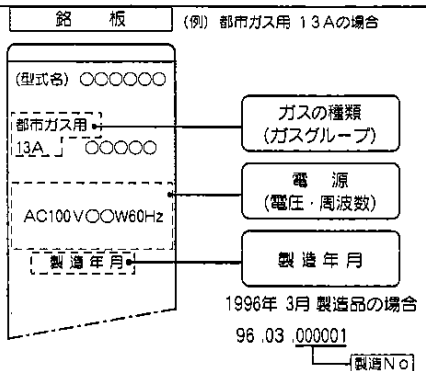 銘 板
(例) 都市ガス用 13Aの場合
(型式名) ○○○○○○
都市ガス用
13A ○○○○○
ガスの種類
(ガスグループ)
電 源
(電圧・周波数)
AC100V○○W60Hz
製造年月
製造年月
1996年 3月 製造品の場合
96.03.000001
製造No